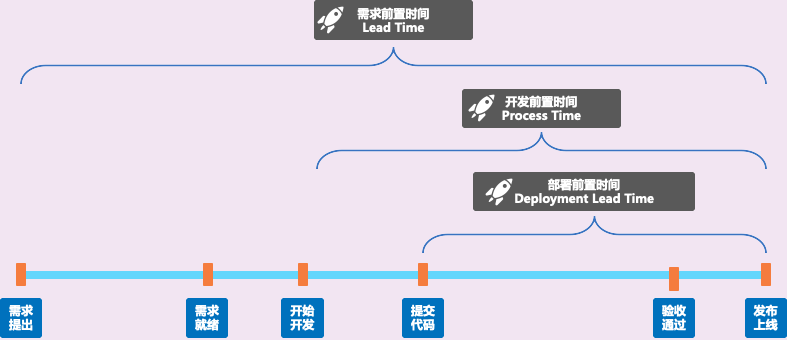 需求前置时间
Lead Time
开发前置时间
Process Time
部署前置时间
Deployment Lead Time
需求
提出
需求
就绪
开始
开发
提交
代码
验收
通过
发布
上线